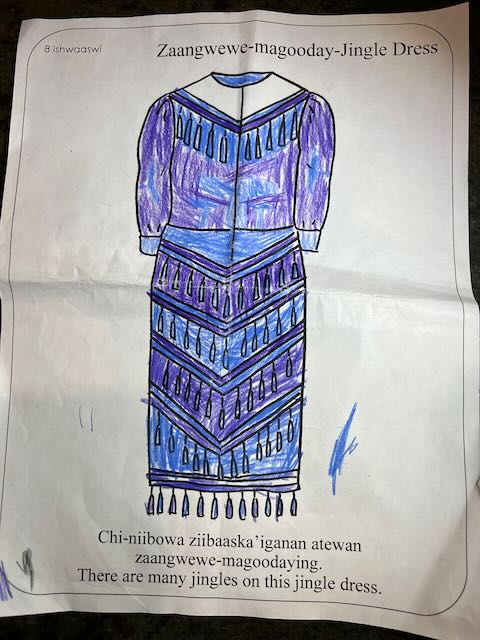 8 Ishwaaswi
Zaangwewe-magooday-Jingle Dress
Chi-niibowa ziibaaska'iganan atewan
zaangwewe-magoodaying.
There are many jingles on this jingle dress.